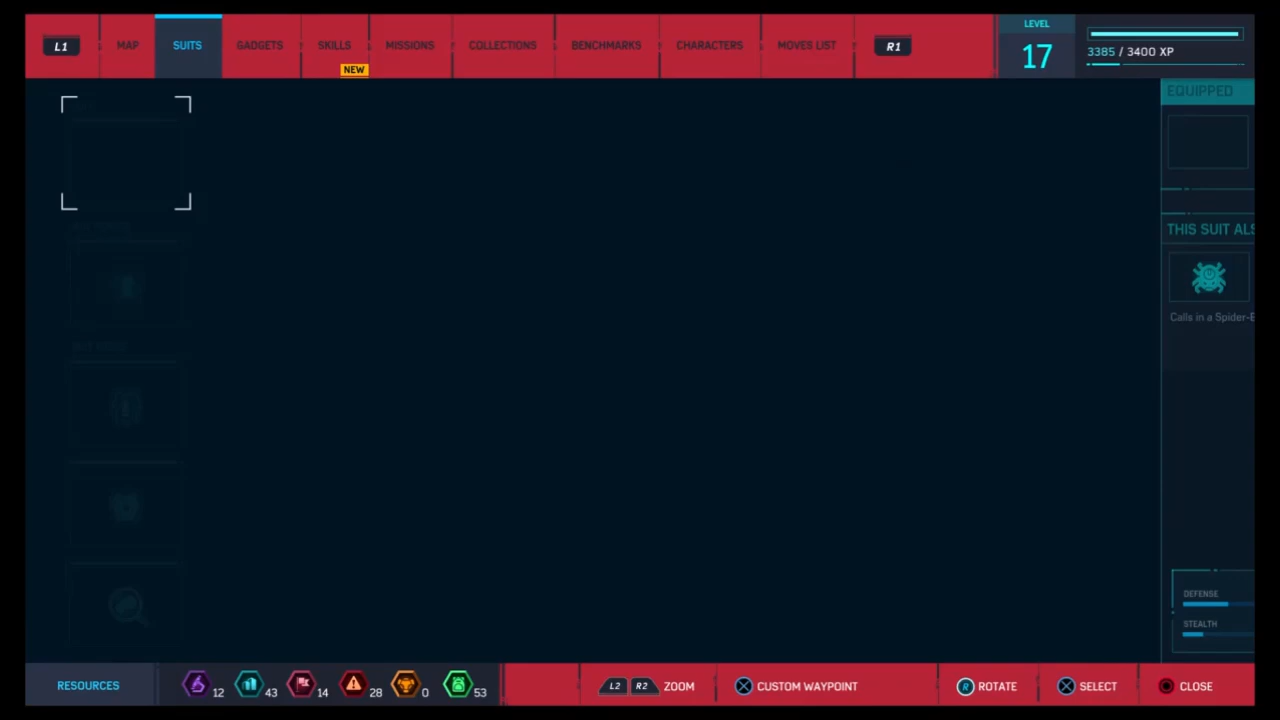 L1
MAP
SUITS
GADGETS
SKILLS
NEW
MISSIONS
COLLECTIONS
BENCHMARKS
CHARACTERS
MOVES LIST
R1
LEVEL
17
3385 / 3400 XP
EQUIPPED
THIS SUIT ALS
Calls in a Spider-B
DEFENSE
STEALTH
RESOURCES
12
43
14
28
0
53
L2 R2 ZOOM
CUSTOM WAYPOINT
R ROTATE
SELECT
CLOSE